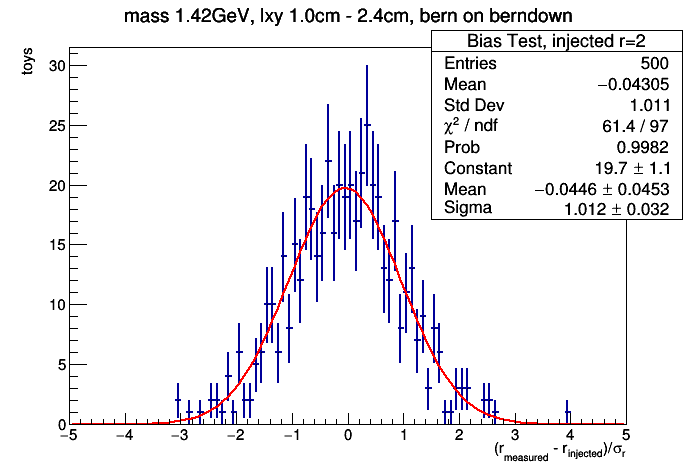 mass 1.42GeV, lxy 1.0cm - 2.4cm, bern on berndown
Bias Test, injected r=2
Entries 500
Mean −0.04305
Std Dev 1.011
χ² / ndf 61.4 / 97
Prob 0.9982
Constant 19.7 ± 1.1
Mean −0.0446 ± 0.0453
Sigma 1.012 ± 0.032
toys
30
25
20
15
10
5
0
−5 −4 −3 −2 −1 0 1 2 3 4 5
(r_measured - r_injected)/σ_r